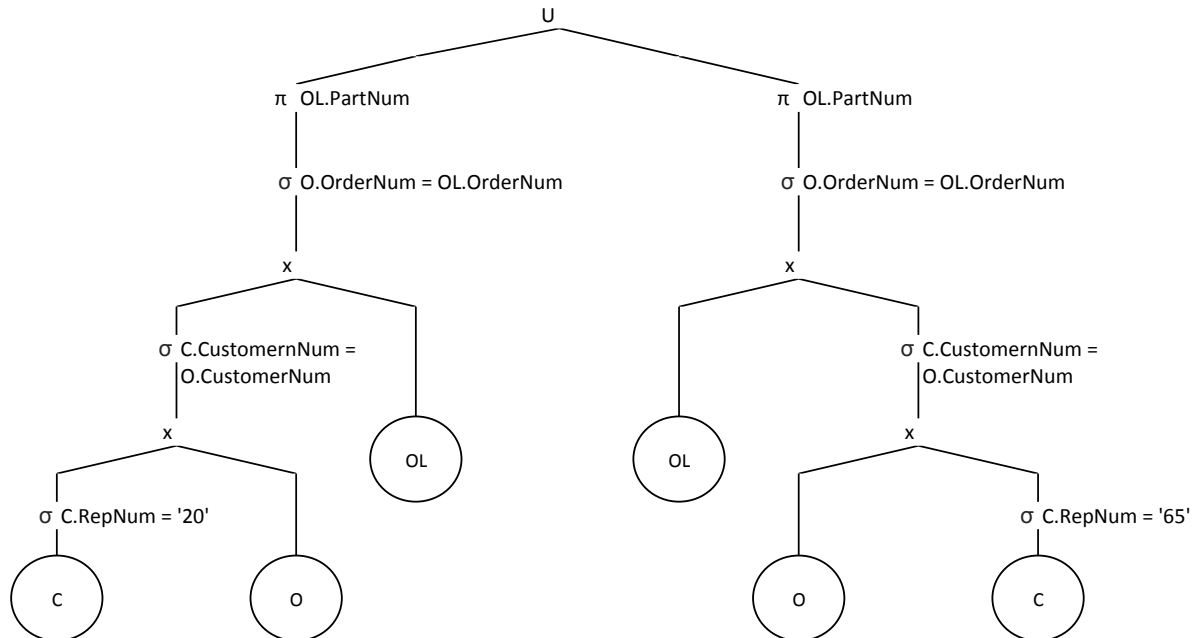 U
π OL.PartNum
π OL.PartNum
σ O.OrderNum = OL.OrderNum
σ O.OrderNum = OL.OrderNum
x
x
σ C.CustomernNum =
O.CustomerNum
σ C.CustomernNum =
O.CustomerNum
x
OL
OL
x
σ C.RepNum = '20'
σ C.RepNum = '65'
C
O
O
C